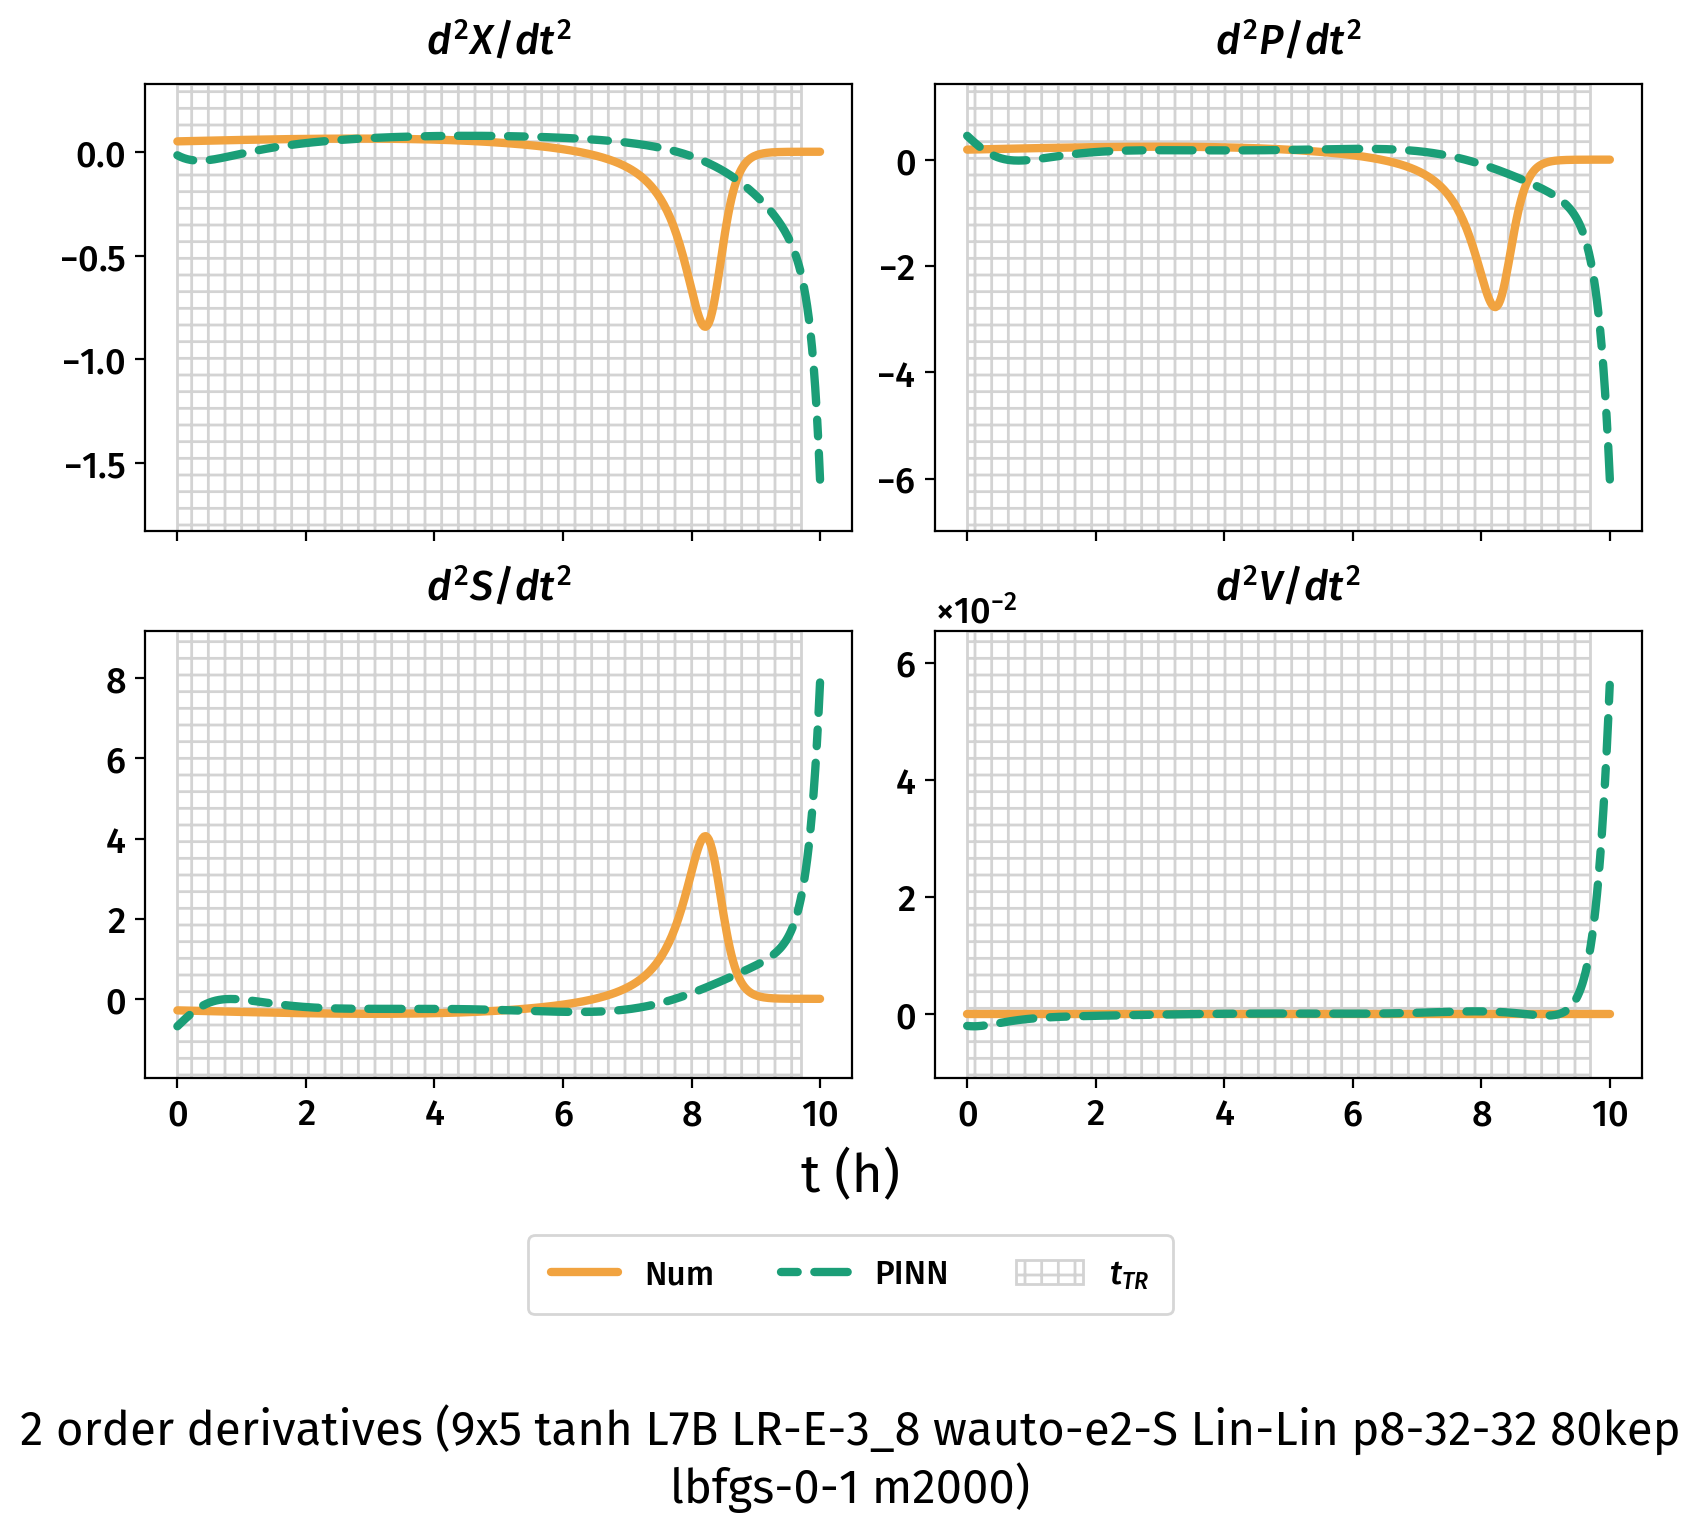 d²X/dt²
d²P/dt²
0.0
−0.5
−1.0
−1.5
0
−2
−4
−6
d²S/dt²
d²V/dt²
×10⁻²
8
6
4
2
0
6
4
2
0
0 2 4 6 8 10
0 2 4 6 8 10
t (h)
Num PINN t_TR
2 order derivatives (9x5 tanh L7B LR-E-3_8 wauto-e2-S Lin-Lin p8-32-32 80kep
lbfgs-0-1 m2000)